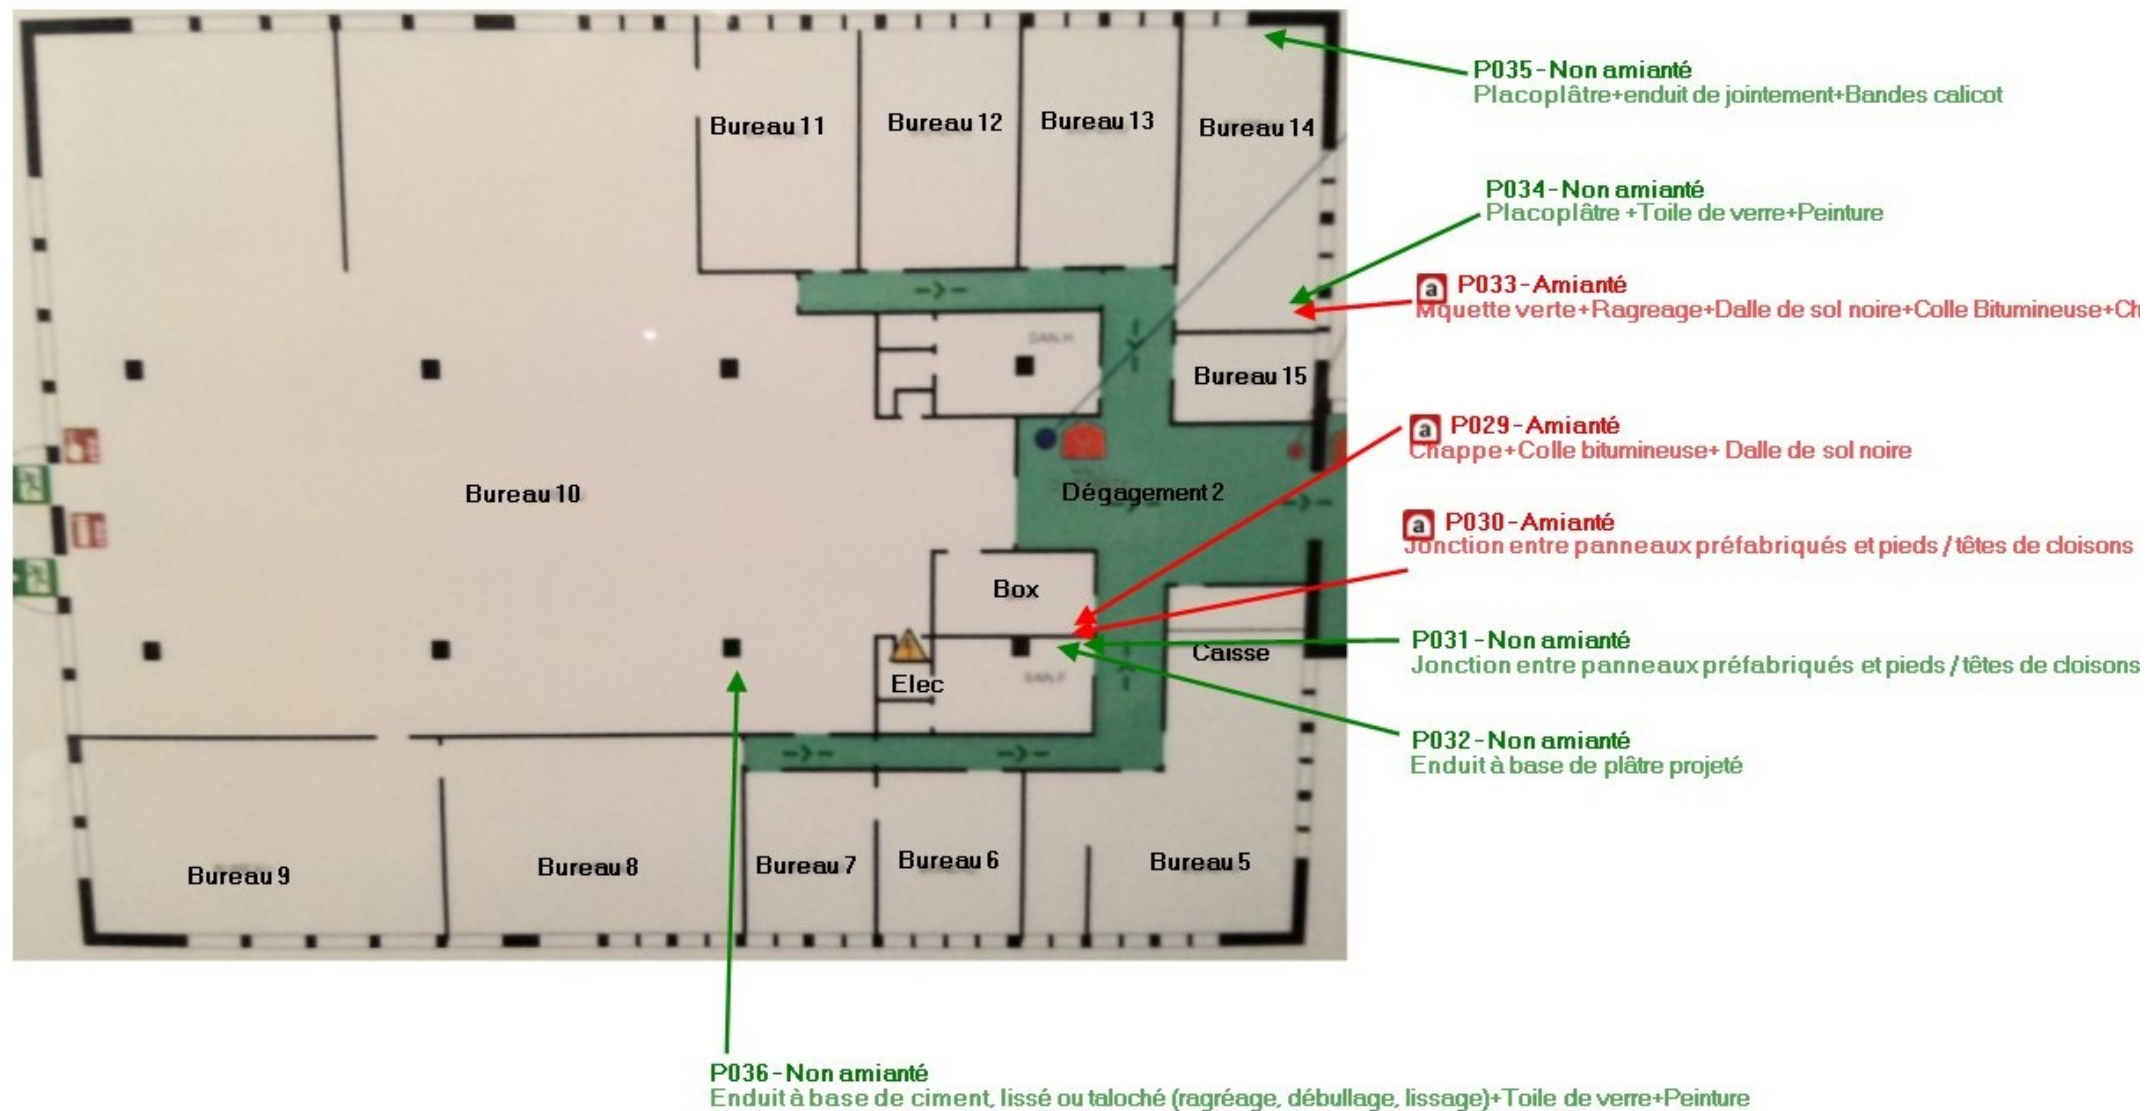 P035-Non amianté
Placoplâtre+enduit de jointement+Bandes calicot
Bureau 11
Bureau 12
Bureau 13
Bureau 14
P034-Non amianté
Placoplâtre +Toile de verre+Peinture
a P033-Amianté
Mquette verte+Ragreage+Dalle de sol noire+Colle Bitumineuse+Ch
SAN.H
Bureau 15
a P029-Amianté
Chappe+Colle bitumineuse+ Dalle de sol noire
Bureau 10
Dégagement 2
a P030-Amianté
Jonction entre panneaux préfabriqués et pieds / têtes de cloisons
Box
P031-Non amianté
Jonction entre panneaux préfabriqués et pieds / têtes de cloisons
Caisse
Elec
SAN.F
P032-Non amianté
Enduit à base de plâtre projeté
Bureau 9
Bureau 8
Bureau 7
Bureau 6
Bureau 5
P036-Non amianté
Enduit à base de ciment, lissé ou taloché (ragréage, débullage, lissage)+Toile de verre+Peinture